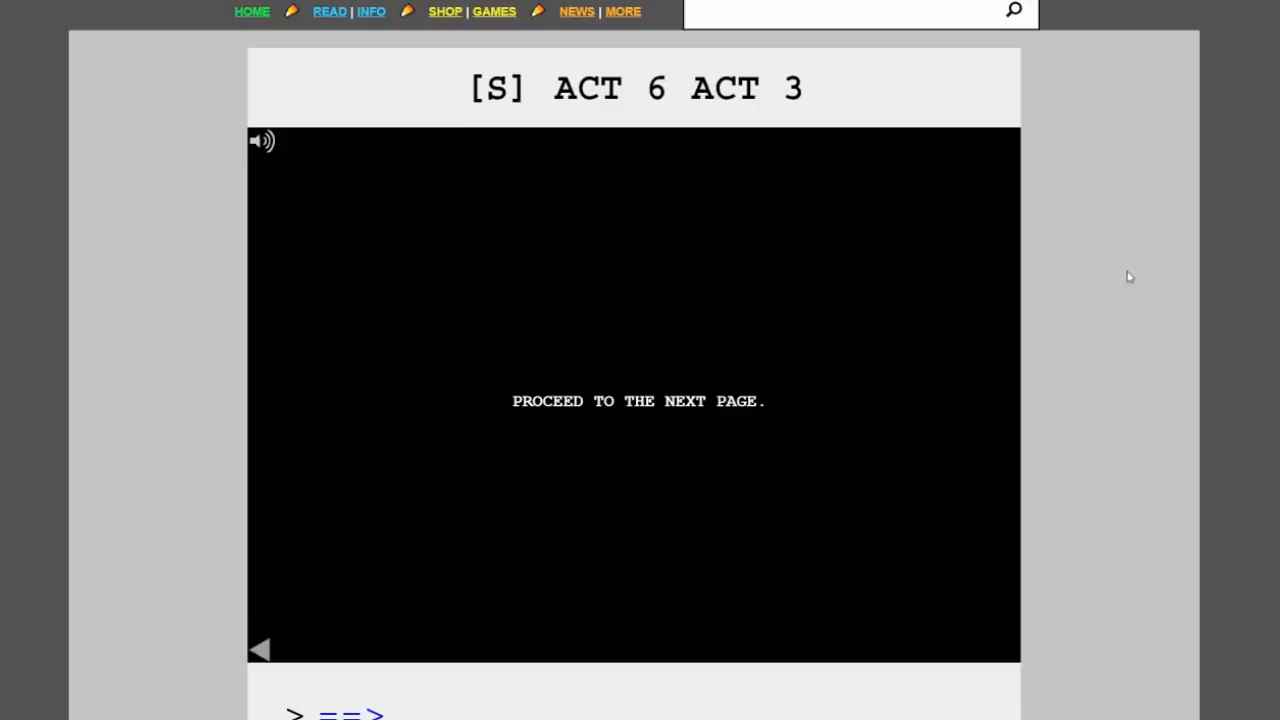 HOME READ | INFO SHOP | GAMES NEWS | MORE
[S] ACT 6 ACT 3
PROCEED TO THE NEXT PAGE.
> ==>